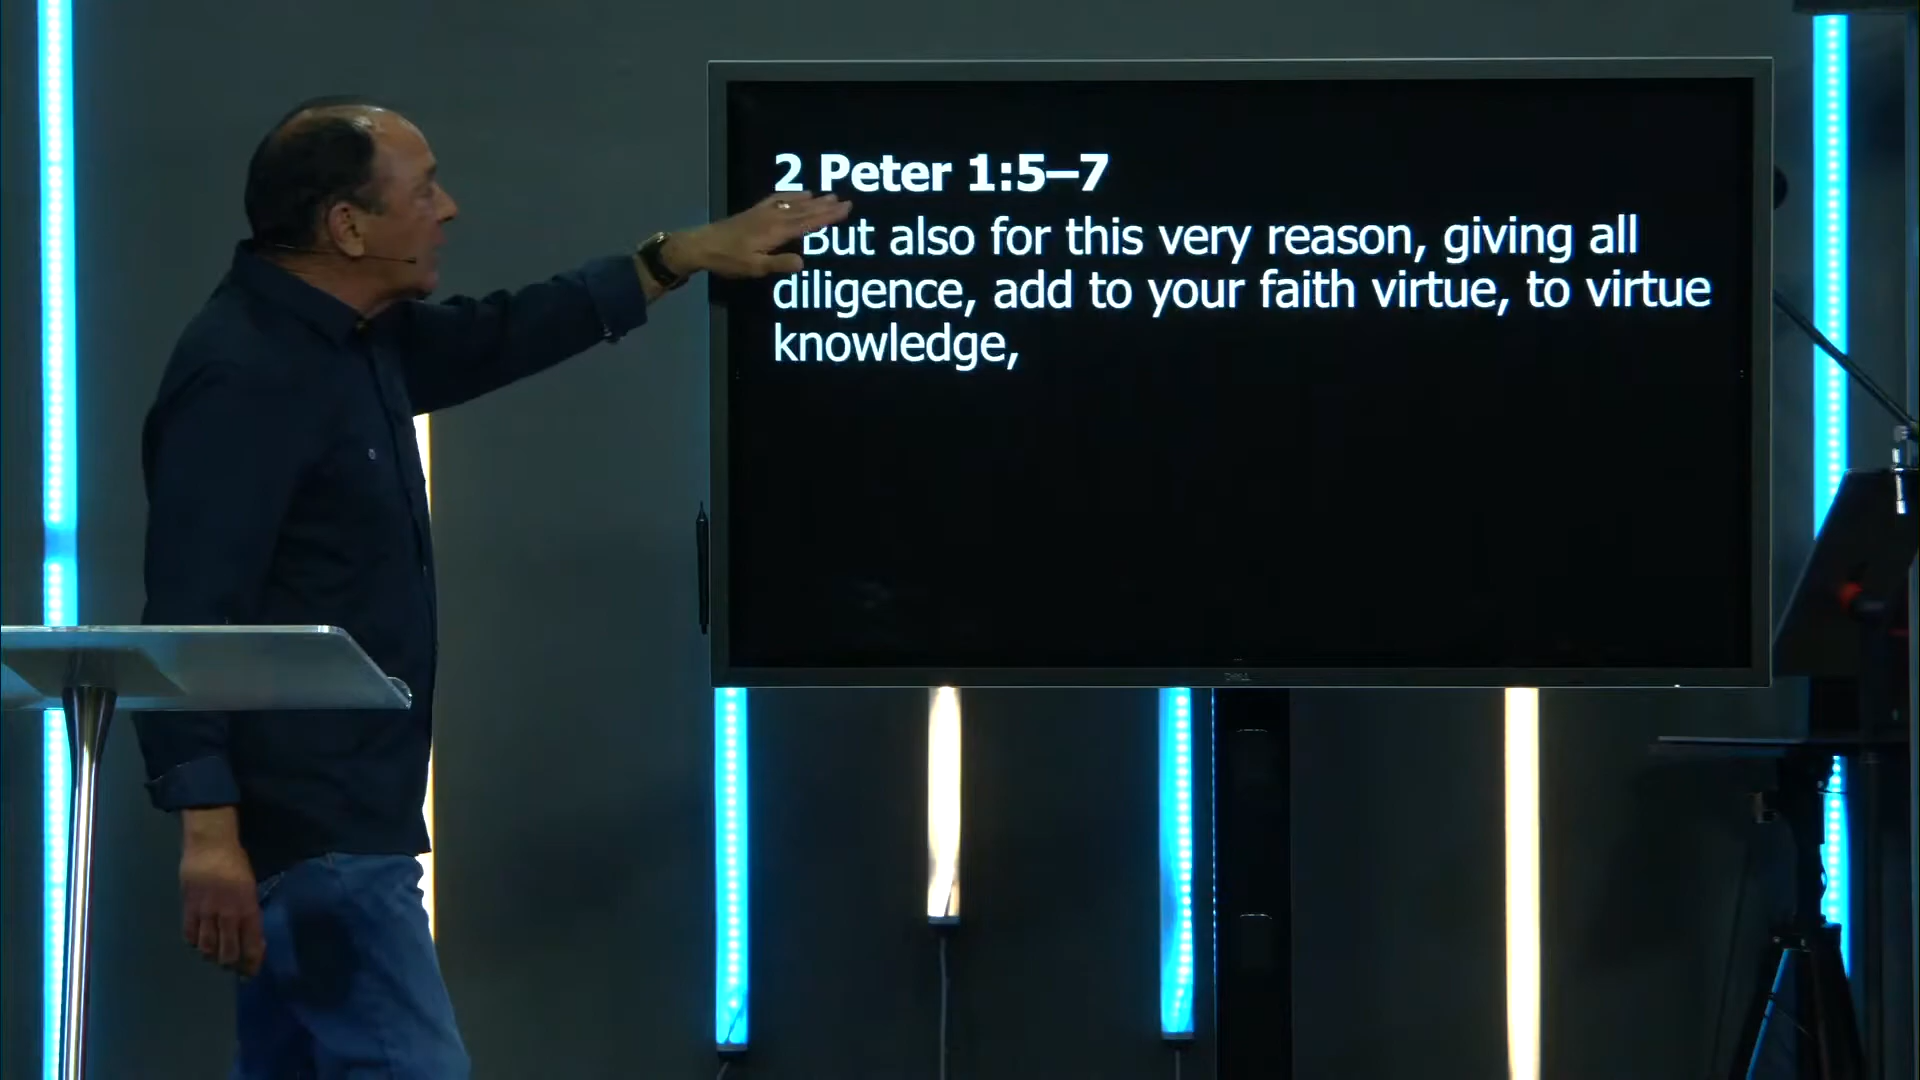 2 Peter 1:5–7
But also for this very reason, giving all
diligence, add to your faith virtue, to virtue
knowledge,
DELL